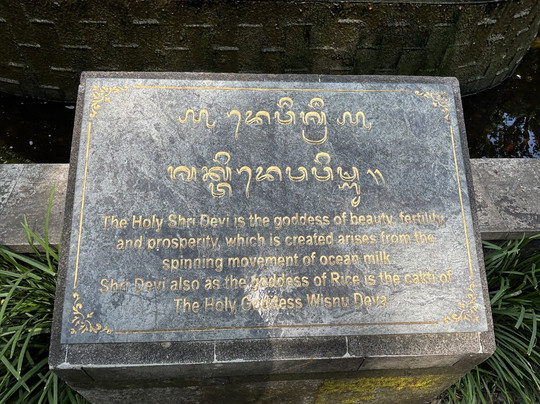 The Holy Shri Devi is the goddess of beauty, fertility
and prosperity, which is created arises from the
spinning movement of ocean milk
Shri Devi also as the goddess of Rice is the cakti of
The Holy Goddess Wisnu Deva